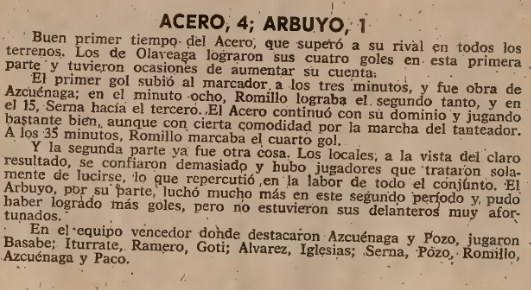 ACERO, 4; ARBUYO, 1
Buen primer tiempo del Acero, que superó a su rival en todos los
terrenos. Los de Olaveaga lograron sus cuatro goles en esta primera
parte y tuvieron ocasiones de aumentar su cuenta.
El primer gol subió al marcador a los tres minutos, y fue obra de
Azcuénaga; en el minuto ocho, Romillo lograba el segundo tanto, y en
el 15, Serna hacía el tercero. El Acero continuó con su dominio y jugando
bastante bien, aunque con cierta comodidad por la marcha del tanteador.
A los 35 minutos, Romillo marcaba el cuarto gol.
Y la segunda parte ya fue otra cosa. Los locales, a la vista del claro
resultado, se confiaron demasiado y hubo jugadores que trataron sola-
mente de lucirse, lo que repercutió en la labor de todo el conjunto. El
Arbuyo, por su parte, luchó mucho más en este segundo período y pudo
haber logrado más goles, pero no estuvieron sus delanteros muy afor-
tunados.
En el equipo vencedor donde destacaron Azcuénaga y Pozo, jugaron
Basabe; Iturrate, Ramero, Goti; Alvarez, Iglesias; Serna, Pozo, Romillo,
Azcuénaga y Paco.